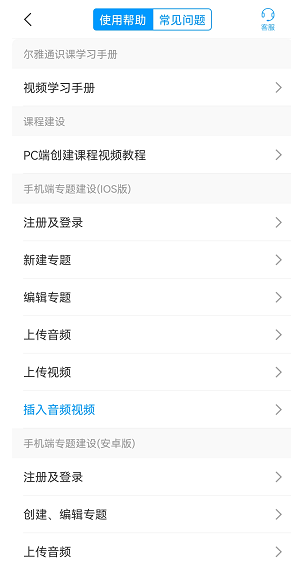 使用帮助 常见问题
客服
尔雅通识课学习手册
视频学习手册
课程建设
PC端创建课程视频教程
手机端专题建设(IOS版)
注册及登录
新建专题
编辑专题
上传音频
上传视频
插入音频视频
手机端专题建设(安卓版)
注册及登录
创建、编辑专题
上传音频